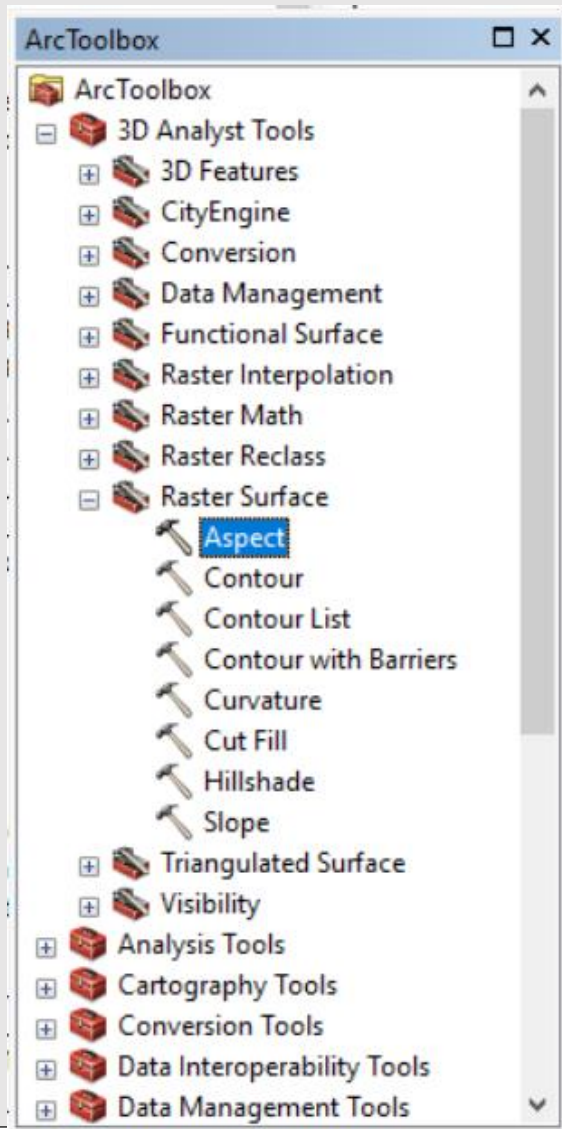 ArcToolbox
ArcToolbox
3D Analyst Tools
3D Features
CityEngine
Conversion
Data Management
Functional Surface
Raster Interpolation
Raster Math
Raster Reclass
Raster Surface
Aspect
Contour
Contour List
Contour with Barriers
Curvature
Cut Fill
Hillshade
Slope
Triangulated Surface
Visibility
Analysis Tools
Cartography Tools
Conversion Tools
Data Interoperability Tools
Data Management Tools